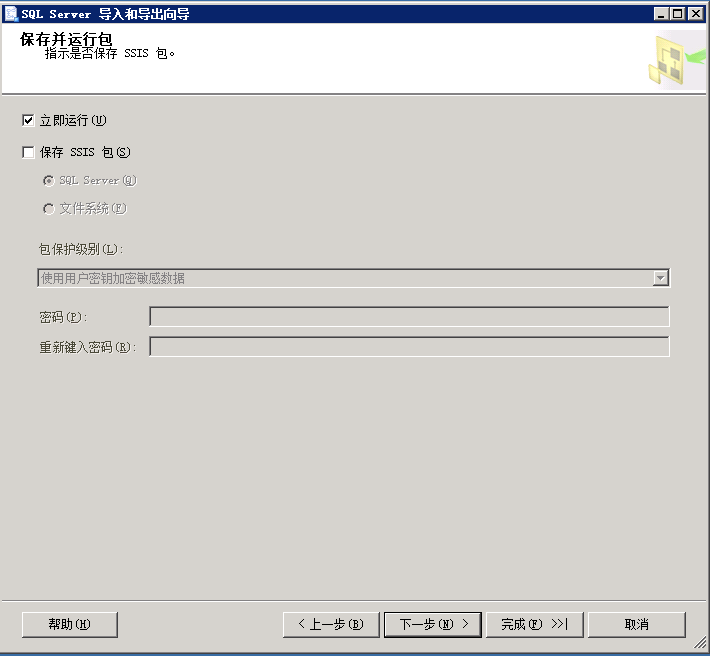 SQL Server 导入和导出向导
保存并运行包
指示是否保存 SSIS 包。
立即运行(U)
保存 SSIS 包(S)
SQL Server(Q)
文件系统(F)
包保护级别(L):
使用用户密钥加密敏感数据
密码(P):
重新键入密码(R):
帮助(H) < 上一步(B) 下一步(N) > 完成(F) >>| 取消